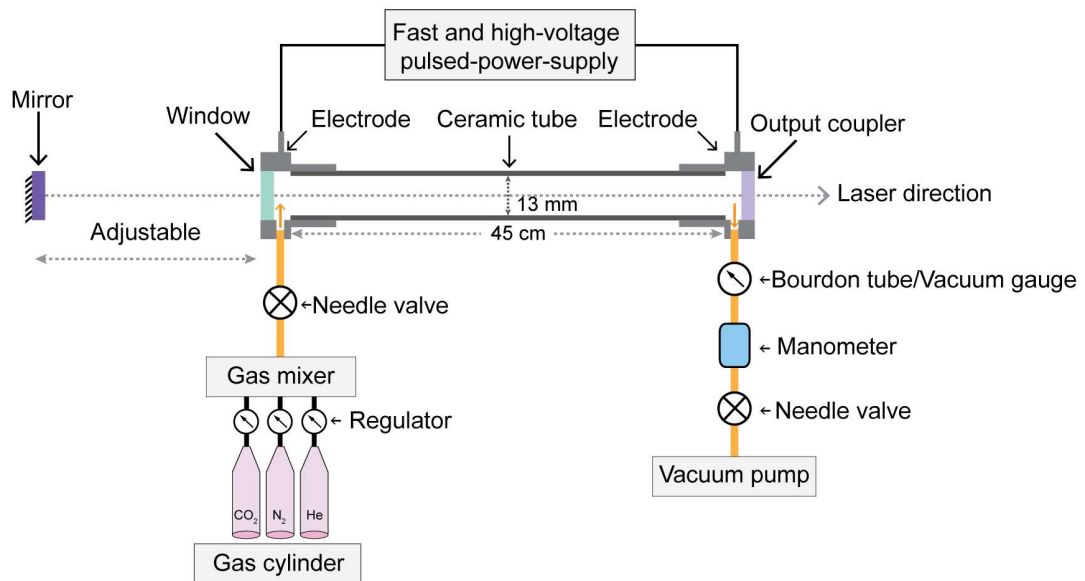 Fast and high-voltage
pulsed-power-supply
Mirror
Window
Electrode
Ceramic tube
Electrode
Output coupler
13 mm
Laser direction
Adjustable
45 cm
Needle valve
Bourdon tube/Vacuum gauge
Manometer
Gas mixer
Regulator
Needle valve
Vacuum pump
CO₂
N₂
He
Gas cylinder